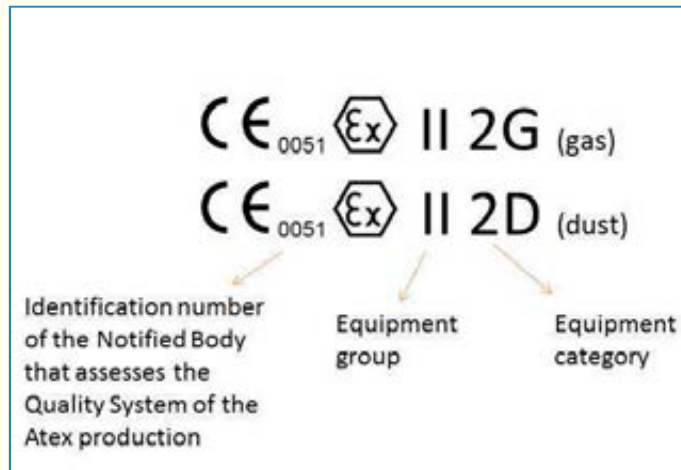 CE 0051 Ex II 2G (gas)
CE 0051 Ex II 2D (dust)
Identification number
of the Notified Body
that assesses the
Quality System of the
Atex production
Equipment
group
Equipment
category